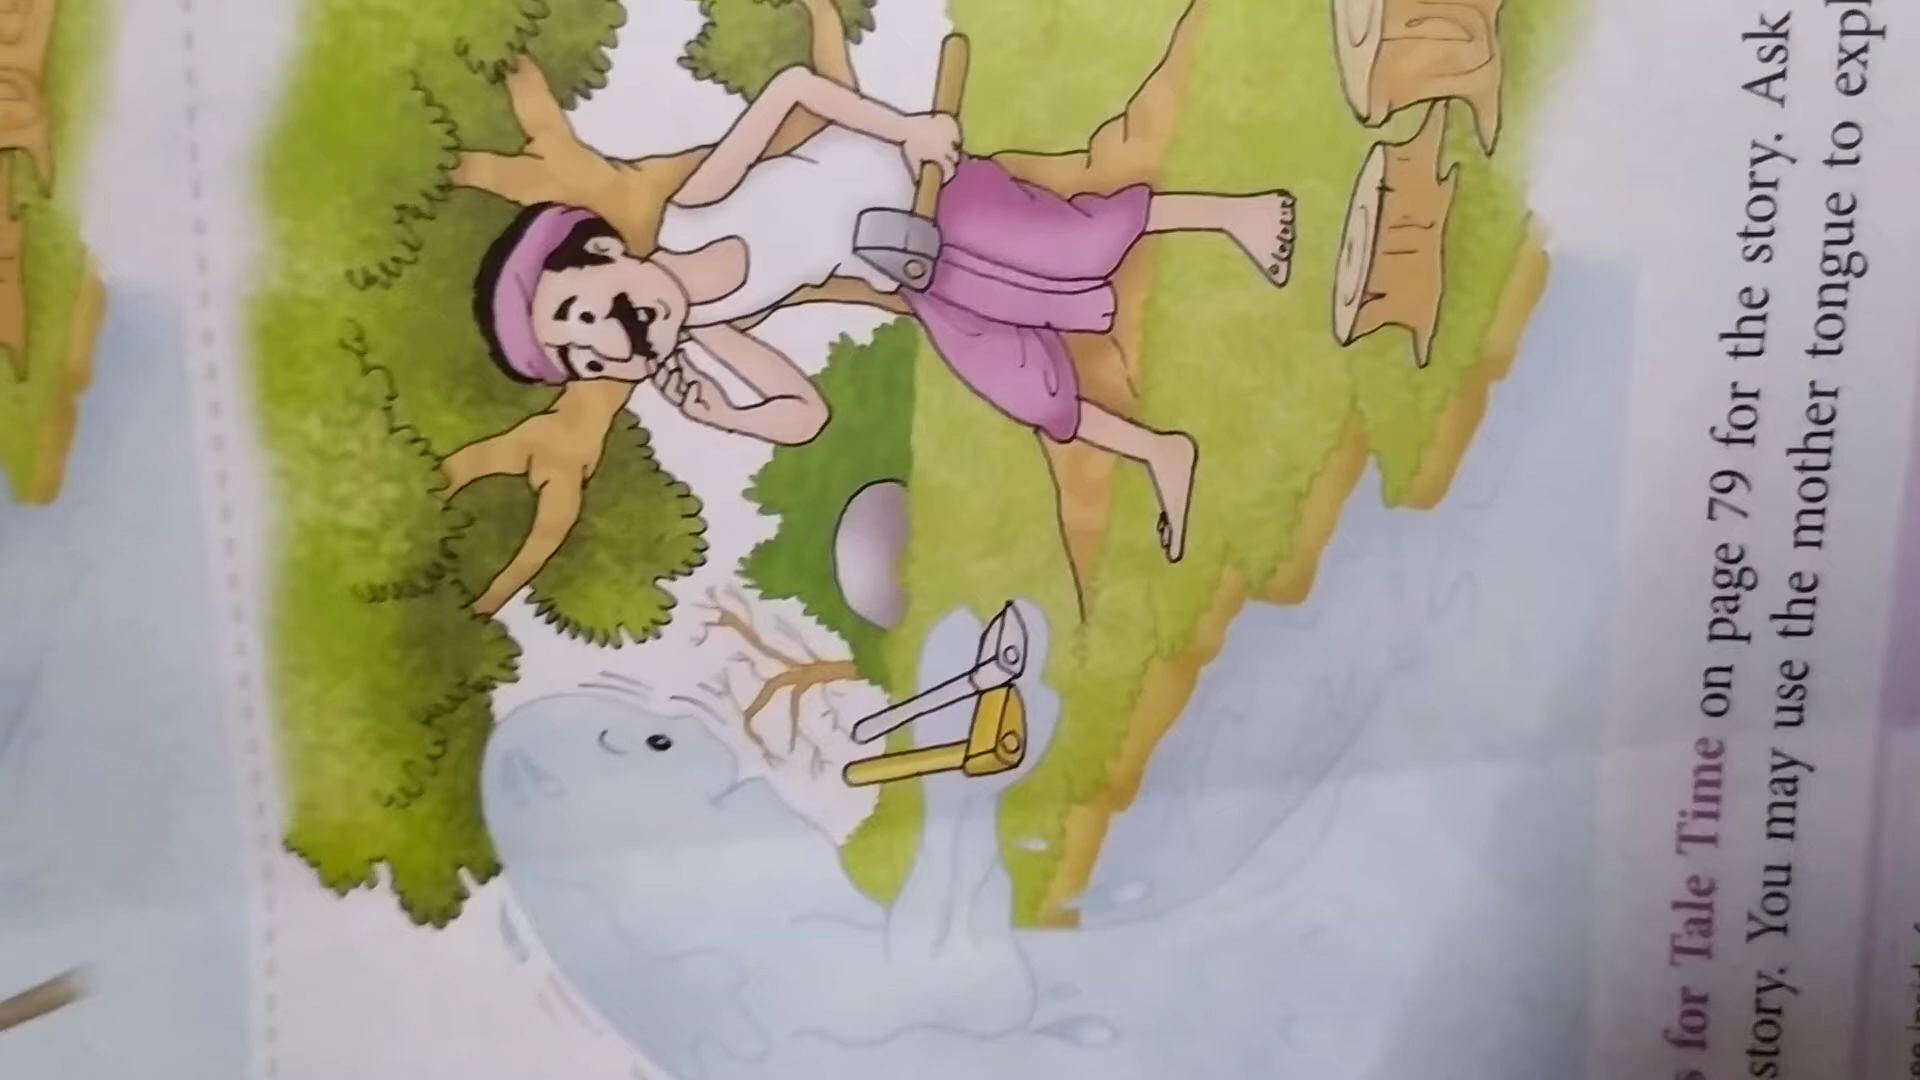 for Tale Time on page 79 for the story. Ask
story. You may use the mother tongue to